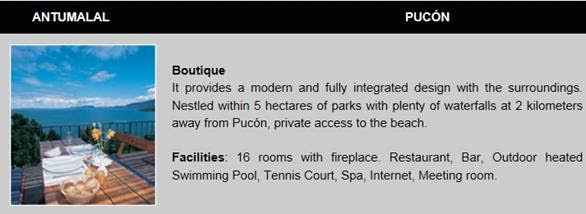 ANTUMALAL PUCÓN
Boutique
It provides a modern and fully integrated design with the surroundings.
Nestled within 5 hectares of parks with plenty of waterfalls at 2 kilometers
away from Pucón, private access to the beach.
Facilities: 16 rooms with fireplace. Restaurant, Bar, Outdoor heated
Swimming Pool, Tennis Court, Spa, Internet, Meeting room.